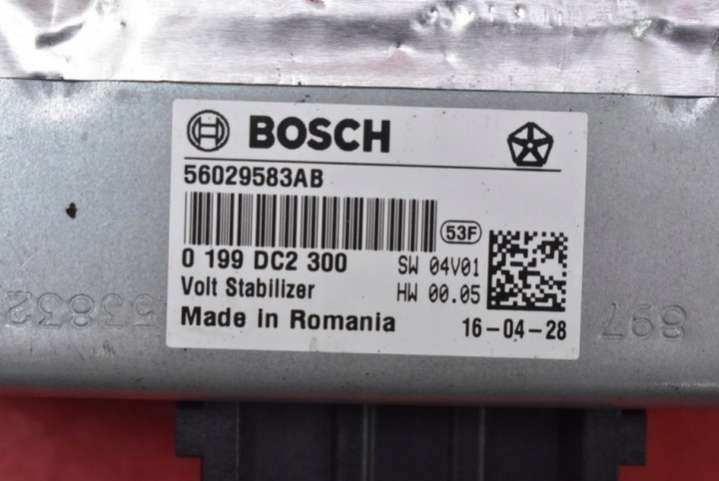 BOSCH
56029583AB
53F
0 199 DC2 300 SW 04V01
Volt Stabilizer HW 00.05
Made in Romania 16-04-28